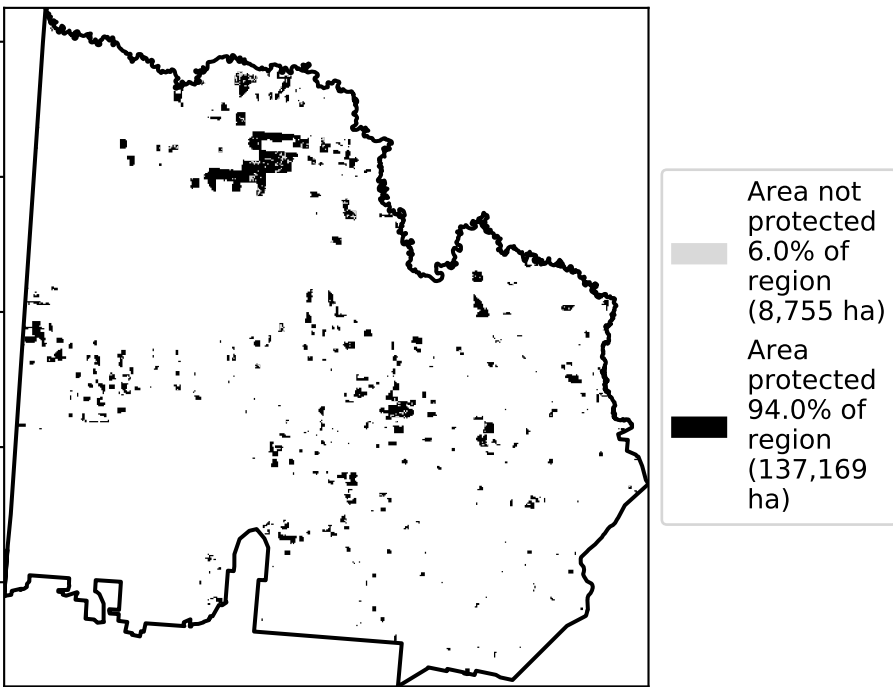 Area not
protected
6.0% of
region
(8,755 ha)
Area
protected
94.0% of
region
(137,169
ha)